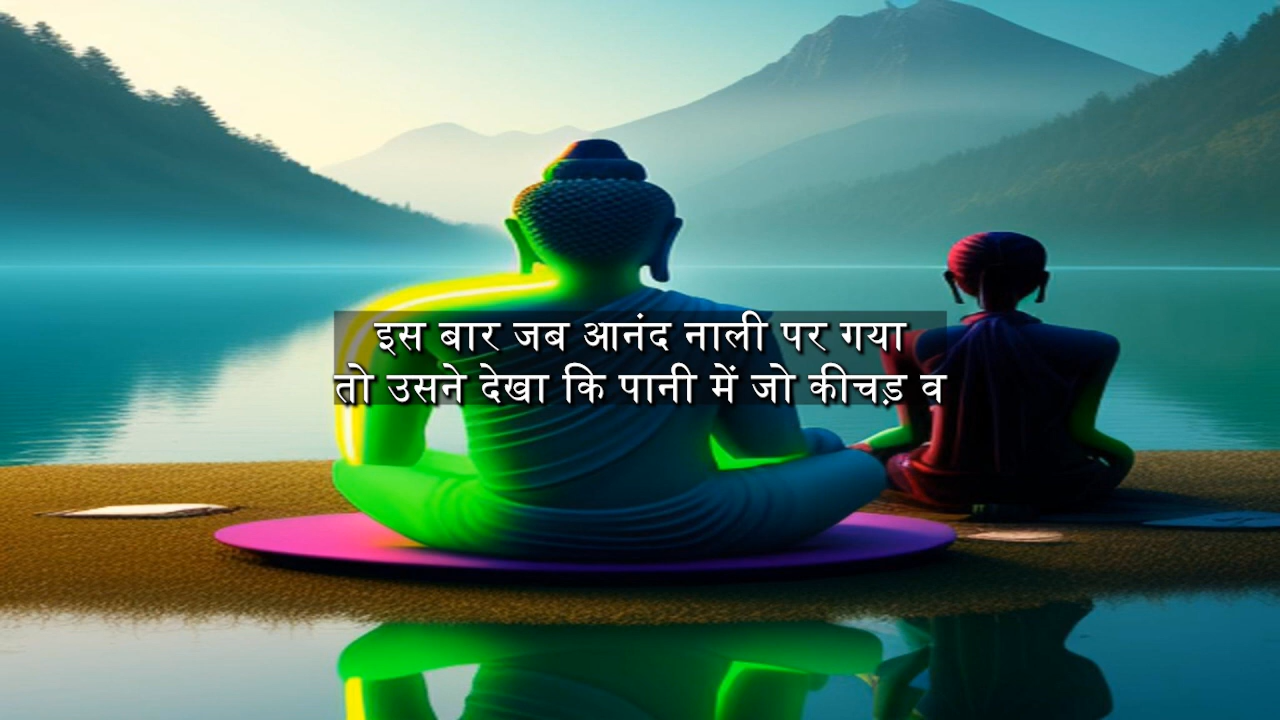 इस बार जब आनंद नाली पर गया
तो उसने देखा कि पानी में जो कीचड़ व